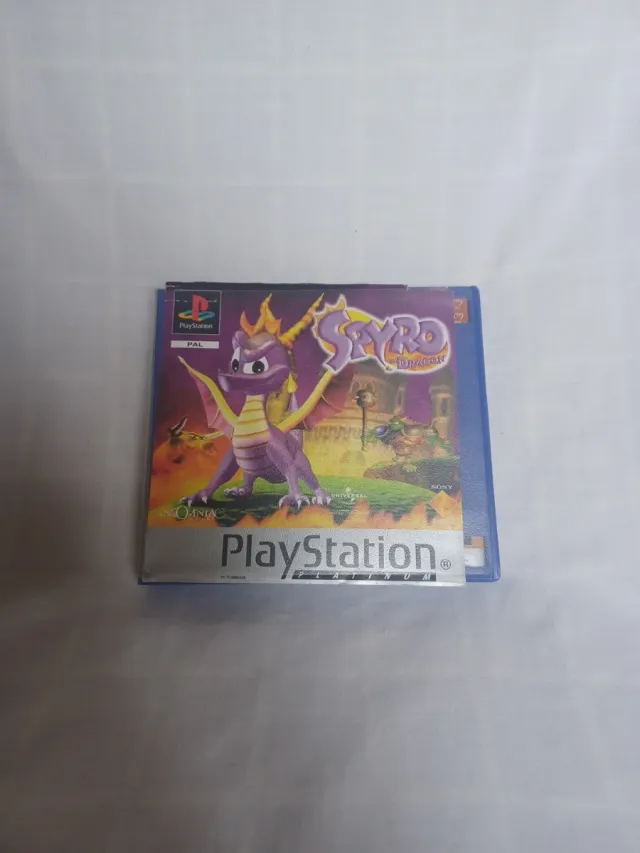 PlayStation
PAL
SPYRO
THE DRAGON
UNIVERSAL
SONY
INSOMNIAC
PlayStation®
PLATINUM